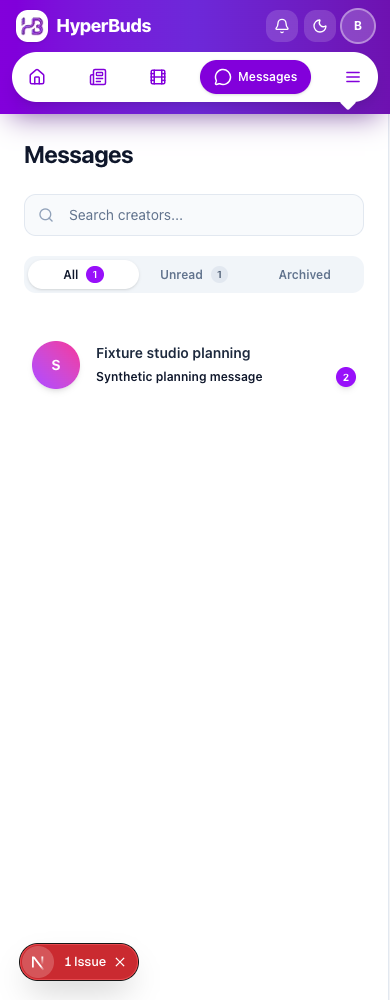 HyperBuds
B
Messages
Messages
Search creators...
All 1
Unread 1
Archived
S
Fixture studio planning
Synthetic planning message
2
N
1 Issue